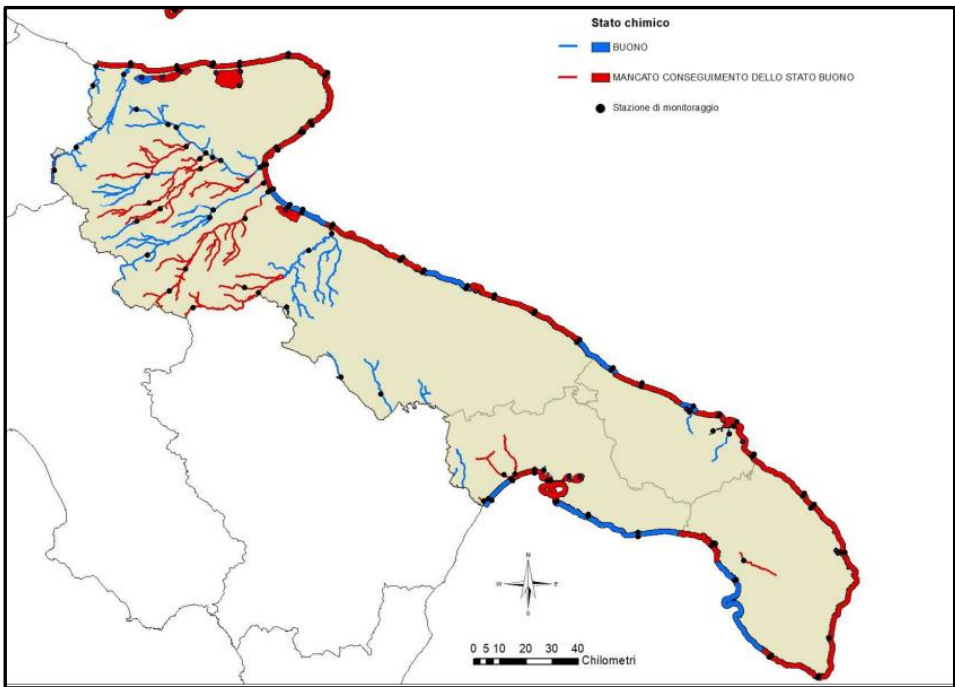 Stato chimico
BUONO
MANCATO CONSEGUIMENTO DELLO STATO BUONO
Stazione di monitoraggio
N
W E
S
0 5 10 20 30 40
Chilometri